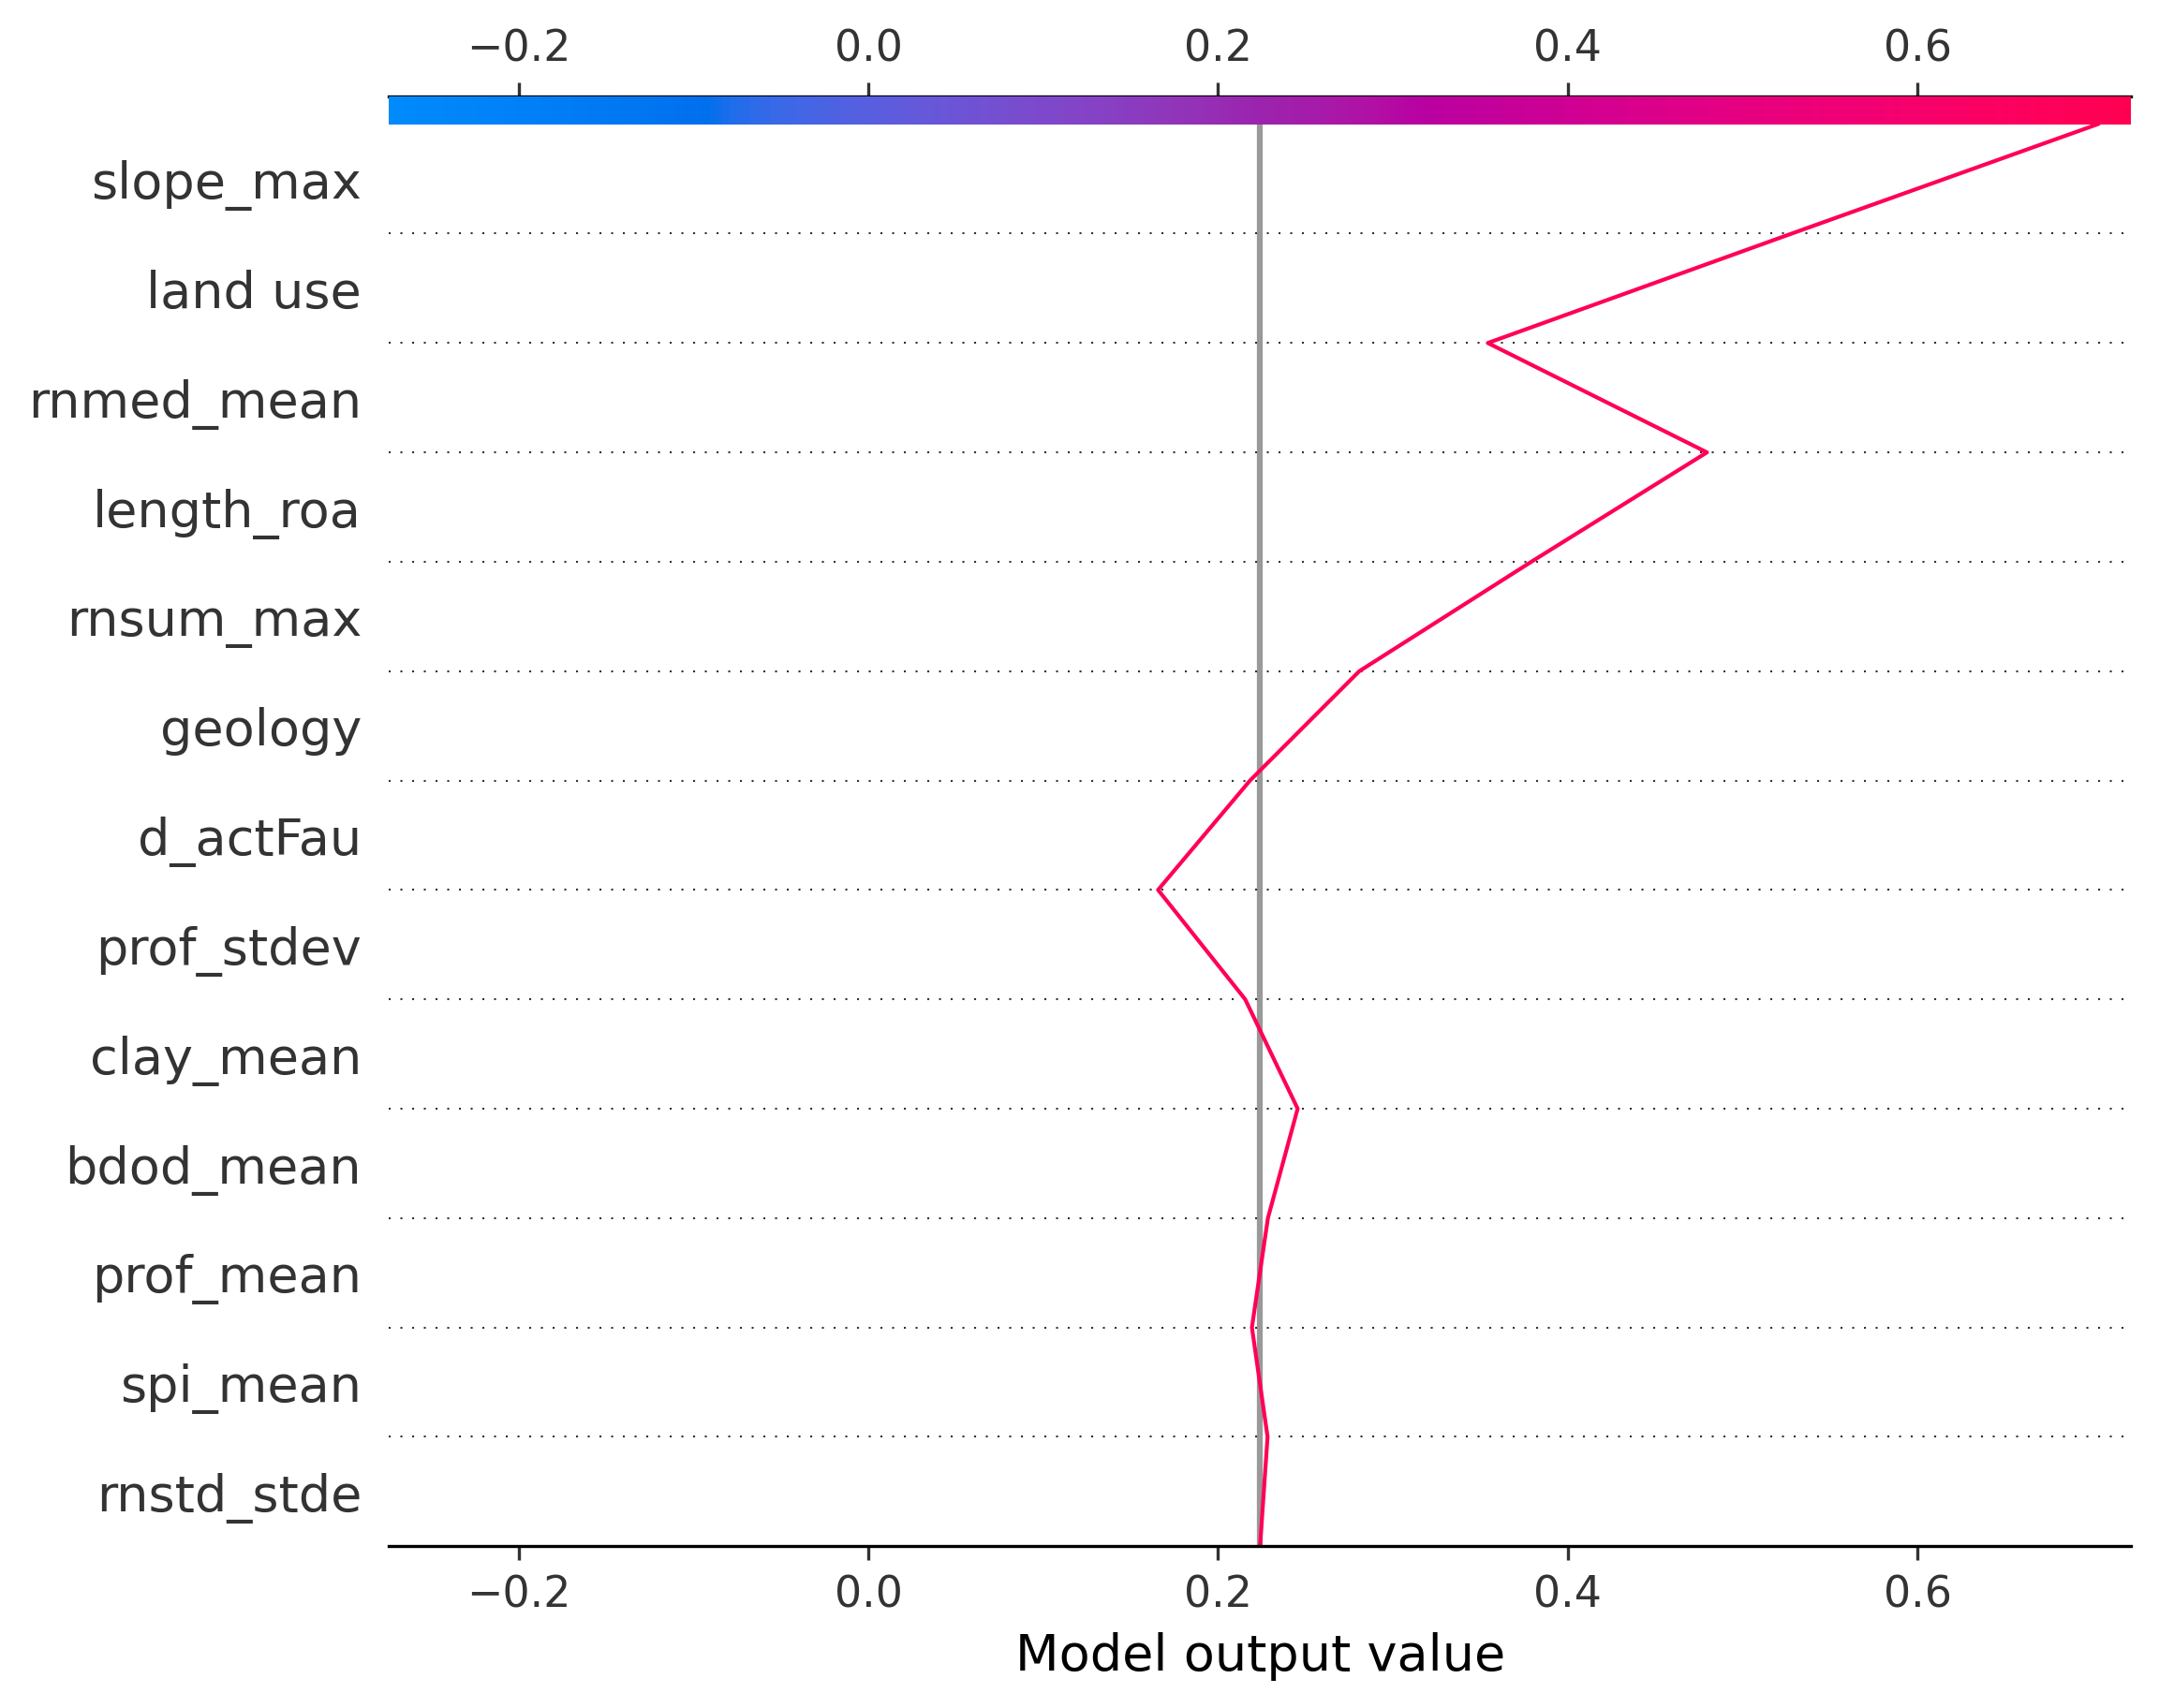 −0.2 0.0 0.2 0.4 0.6
slope_max
land use
rnmed_mean
length_roa
rnsum_max
geology
d_actFau
prof_stdev
clay_mean
bdod_mean
prof_mean
spi_mean
rnstd_stde
−0.2 0.0 0.2 0.4 0.6
Model output value